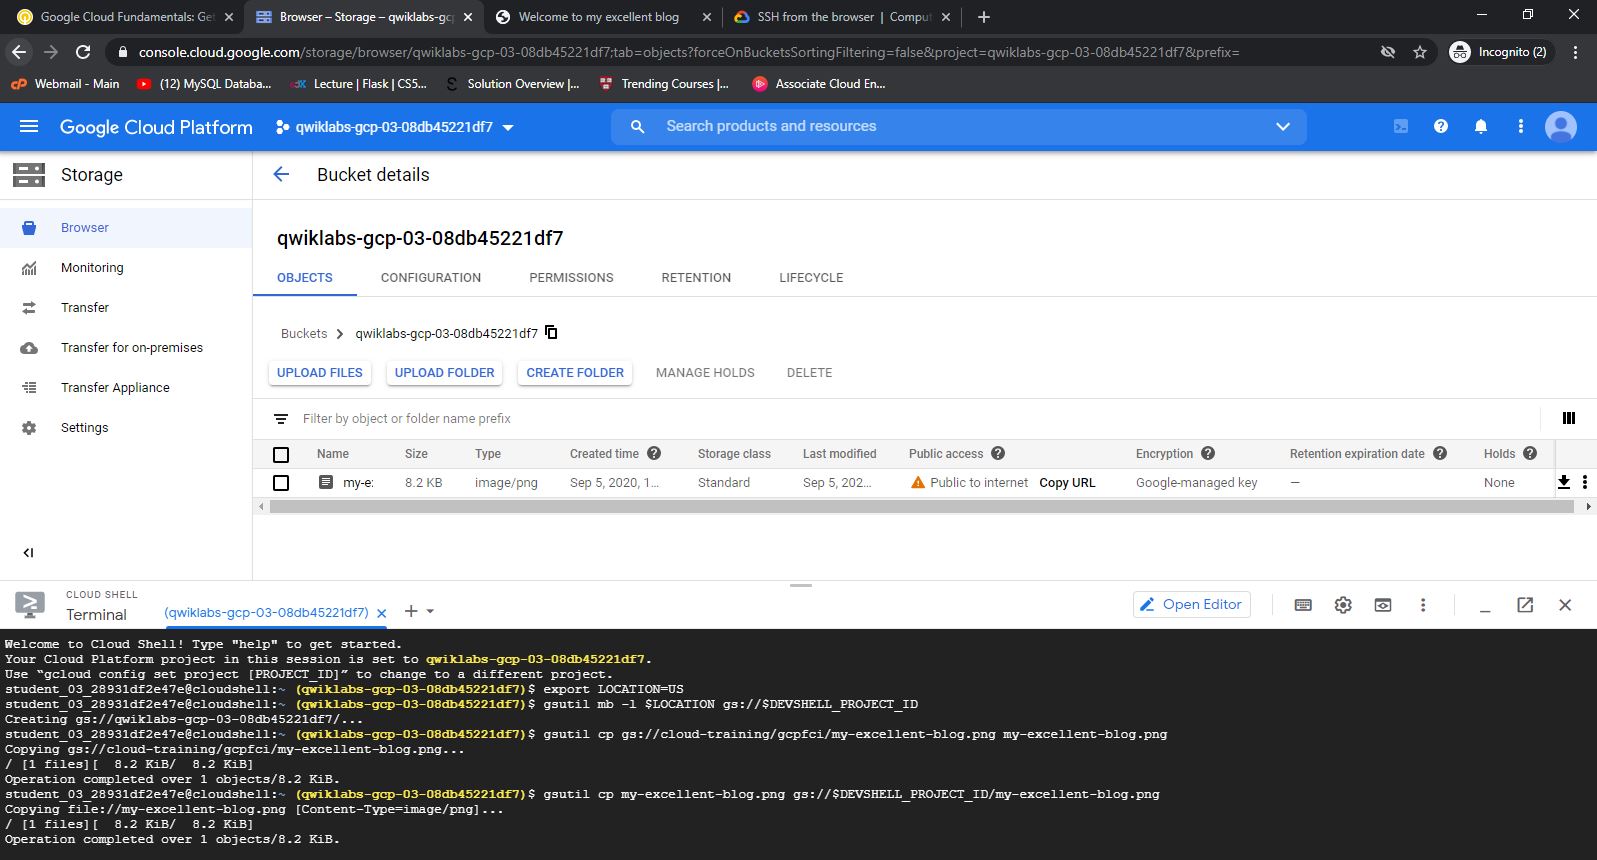 Google Cloud Fundamentals: Get
Browser – Storage – qwiklabs-gcp
Welcome to my excellent blog
SSH from the browser | Comput
console.cloud.google.com/storage/browser/qwiklabs-gcp-03-08db45221df7;tab=objects?forceOnBucketsSortingFiltering=false&project=qwiklabs-gcp-03-08db45221df7&prefix=
Incognito (2)
Webmail - Main
(12) MySQL Databa...
Lecture | Flask | CS5...
Solution Overview |...
Trending Courses |...
Associate Cloud En...
Google Cloud Platform
qwiklabs-gcp-03-08db45221df7
Search products and resources
Storage
Bucket details
Browser
Monitoring
Transfer
Transfer for on-premises
Transfer Appliance
Settings
qwiklabs-gcp-03-08db45221df7
OBJECTS CONFIGURATION PERMISSIONS RETENTION LIFECYCLE
Buckets > qwiklabs-gcp-03-08db45221df7
UPLOAD FILES UPLOAD FOLDER CREATE FOLDER MANAGE HOLDS DELETE
Filter by object or folder name prefix
Name Size Type Created time Storage class Last modified Public access Encryption Retention expiration date Holds
my-e: 8.2 KB image/png Sep 5, 2020, 1... Standard Sep 5, 202... Public to internet Copy URL Google-managed key — None
CLOUD SHELL
Terminal
(qwiklabs-gcp-03-08db45221df7)
Open Editor
Welcome to Cloud Shell! Type "help" to get started.
Your Cloud Platform project in this session is set to qwiklabs-gcp-03-08db45221df7.
Use “gcloud config set project [PROJECT_ID]” to change to a different project.
student_03_28931df2e47e@cloudshell:~ (qwiklabs-gcp-03-08db45221df7)$ export LOCATION=US
student_03_28931df2e47e@cloudshell:~ (qwiklabs-gcp-03-08db45221df7)$ gsutil mb -l $LOCATION gs://$DEVSHELL_PROJECT_ID
Creating gs://qwiklabs-gcp-03-08db45221df7/...
student_03_28931df2e47e@cloudshell:~ (qwiklabs-gcp-03-08db45221df7)$ gsutil cp gs://cloud-training/gcpfci/my-excellent-blog.png my-excellent-blog.png
Copying gs://cloud-training/gcpfci/my-excellent-blog.png...
/ [1 files][  8.2 KiB/  8.2 KiB]
Operation completed over 1 objects/8.2 KiB.
student_03_28931df2e47e@cloudshell:~ (qwiklabs-gcp-03-08db45221df7)$ gsutil cp my-excellent-blog.png gs://$DEVSHELL_PROJECT_ID/my-excellent-blog.png
Copying file://my-excellent-blog.png [Content-Type=image/png]...
/ [1 files][  8.2 KiB/  8.2 KiB]
Operation completed over 1 objects/8.2 KiB.